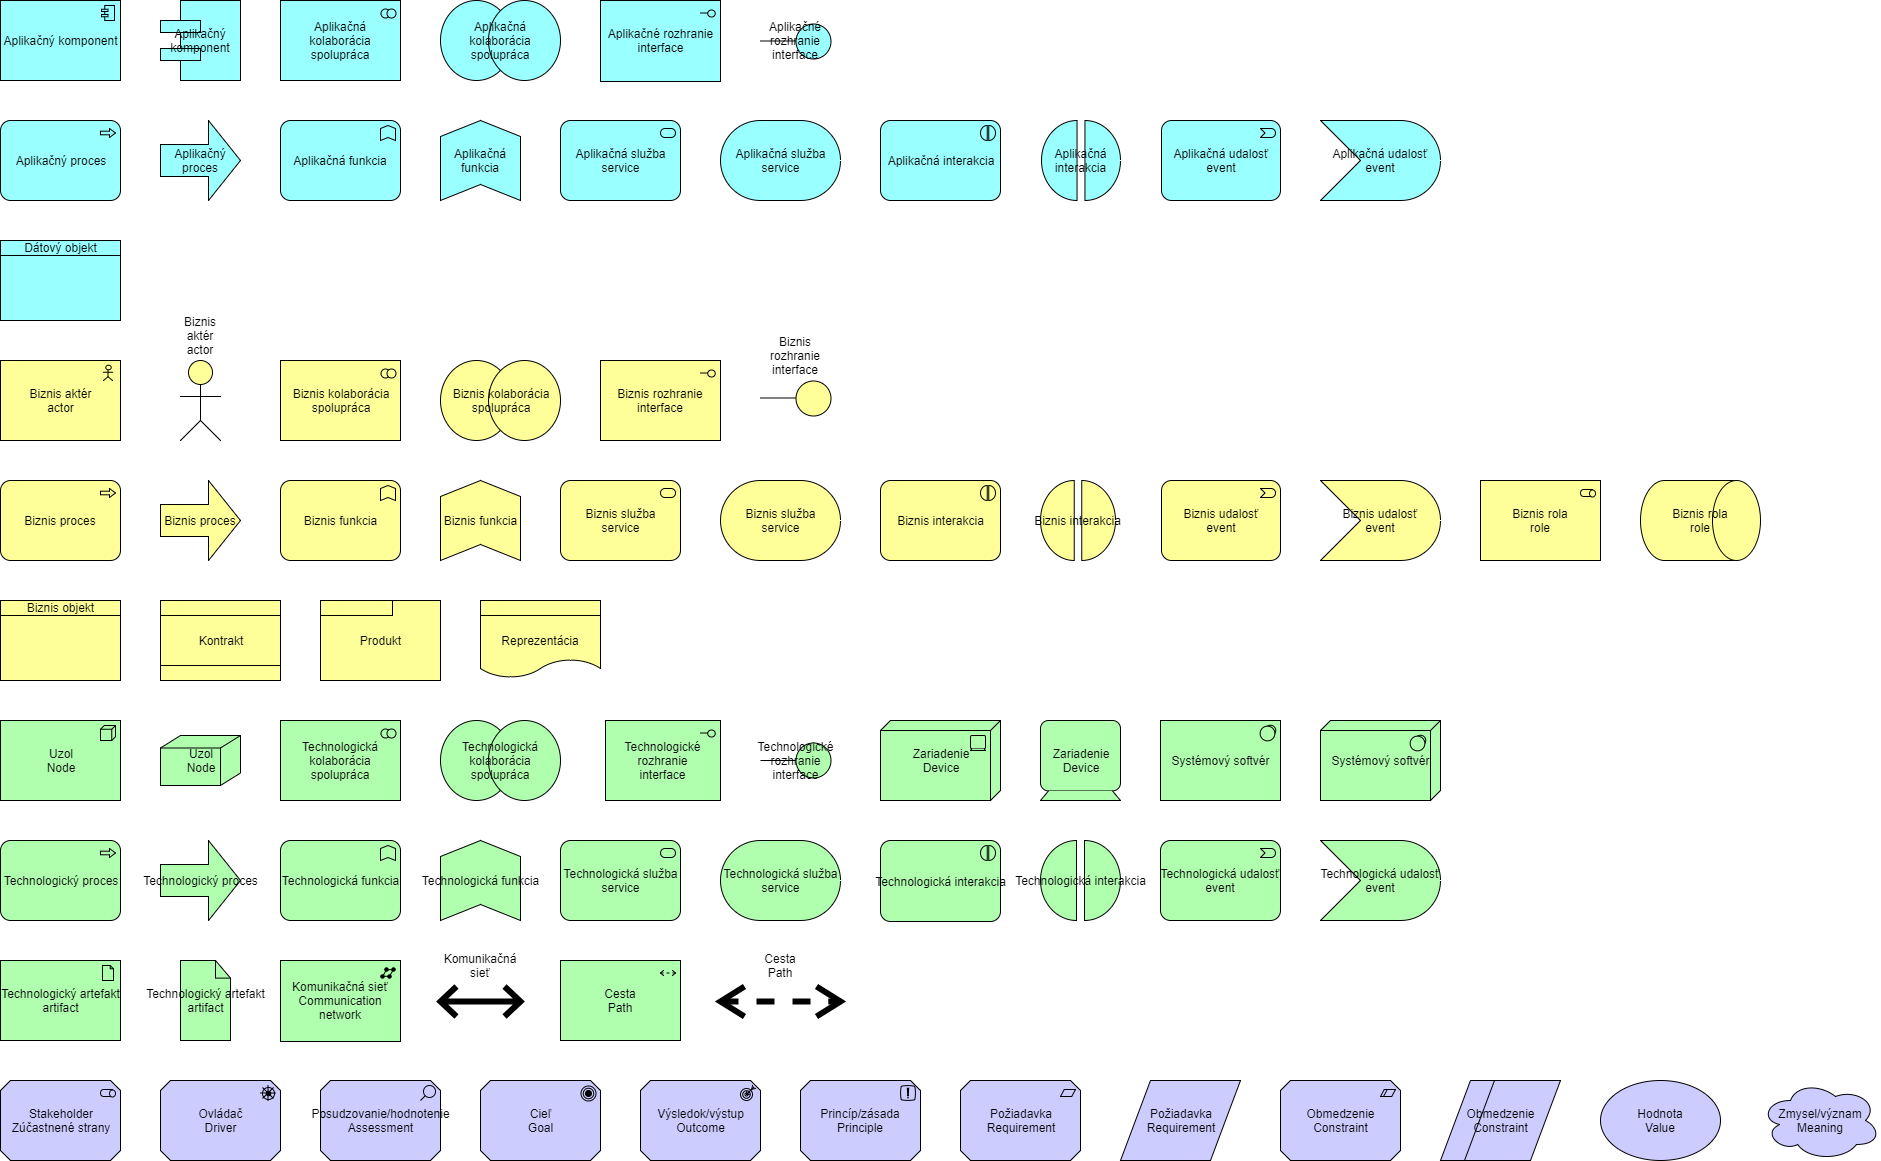 Aplikačný komponent
Aplikačný
komponent
Aplikačná
kolaborácia
spolupráca
Aplikačná
kolaborácia
spolupráca
Aplikačné rozhranie
interface
Aplikačné
rozhranie
interface
Aplikačný proces
Aplikačný
proces
Aplikačná funkcia
Aplikačná
funkcia
Aplikačná služba
service
Aplikačná služba
service
Aplikačná interakcia
Aplikačná
interakcia
Aplikačná udalosť
event
Aplikačná udalosť
event
Dátový objekt
Biznis aktér
actor
Biznis
aktér
actor
Biznis kolaborácia
spolupráca
Biznis kolaborácia
spolupráca
Biznis rozhranie
interface
Biznis
rozhranie
interface
Biznis proces
Biznis proces
Biznis funkcia
Biznis funkcia
Biznis služba
service
Biznis služba
service
Biznis interakcia
Biznis interakcia
Biznis udalosť
event
Biznis udalosť
event
Biznis rola
role
Biznis rola
role
Biznis objekt
Kontrakt
Produkt
Reprezentácia
Uzol
Node
Uzol
Node
Technologická
kolaborácia
spolupráca
Technologická
kolaborácia
spolupráca
Technologické
rozhranie
interface
Technologické
rozhranie
interface
Zariadenie
Device
Zariadenie
Device
Systémový softvér
Systémový softvér
Technologický proces
Technologický proces
Technologická funkcia
Technologická funkcia
Technologická služba
service
Technologická služba
service
Technologická interakcia
Technologická interakcia
Technologická udalosť
event
Technologická udalosť
event
Technologický artefakt
artifact
Technologický artefakt
artifact
Komunikačná sieť
Communication
network
Komunikačná
sieť
Cesta
Path
Cesta
Path
Stakeholder
Zúčastnené strany
Ovládač
Driver
Posudzovanie/hodnotenie
Assessment
Cieľ
Goal
Výsledok/výstup
Outcome
Princíp/zásada
Principle
Požiadavka
Requirement
Požiadavka
Requirement
Obmedzenie
Constraint
Obmedzenie
Constraint
Hodnota
Value
Zmysel/význam
Meaning